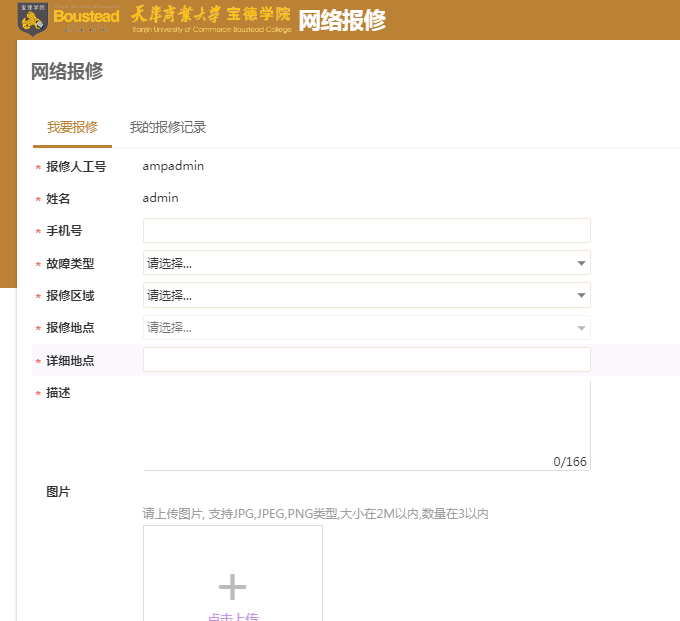 宝德学院
Boustead 天津商业大学 宝德学院 网络报修
Tianjin University of Commerce Boustead College
网络报修
我要报修 我的报修记录
* 报修人工号 ampadmin
* 姓名 admin
* 手机号
* 故障类型 请选择...
* 报修区域 请选择...
* 报修地点 请选择...
* 详细地点
* 描述
0/166
图片
请上传图片, 支持JPG,JPEG,PNG类型,大小在2M以内,数量在3以内
点击上传